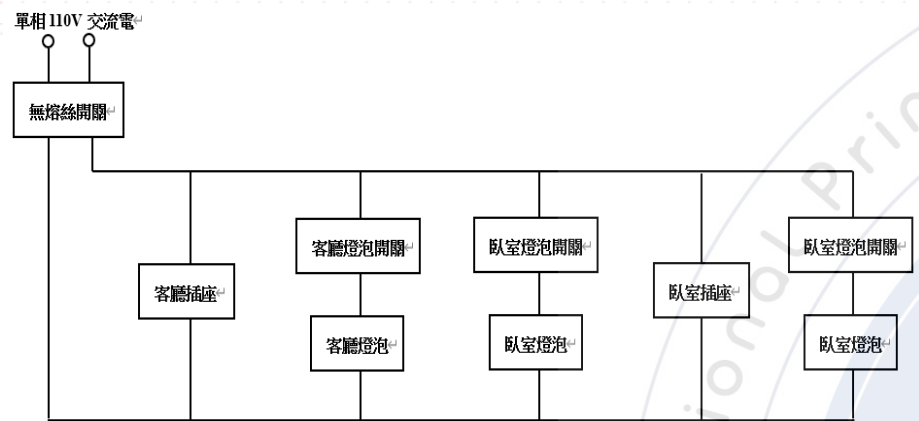 單相 110V 交流電↵
無熔絲開關↵
客廳燈泡開關↵
臥室燈泡開關↵
臥室燈泡開關↵
客廳插座↵
臥室插座↵
客廳燈泡↵
臥室燈泡↵
臥室燈泡↵
ional Prin